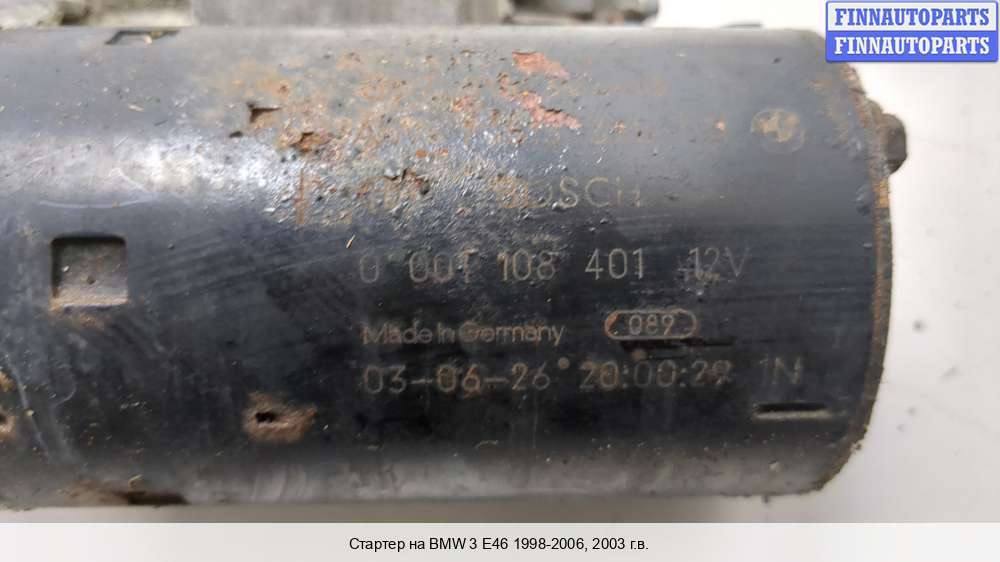 FINNAUTOPARTS
FINNAUTOPARTS
BOSCH
0 001 108 401 12V
Made in Germany 089
03-06-26 20:00:29 1N
Стартер на BMW 3 E46 1998-2006, 2003 г.в.